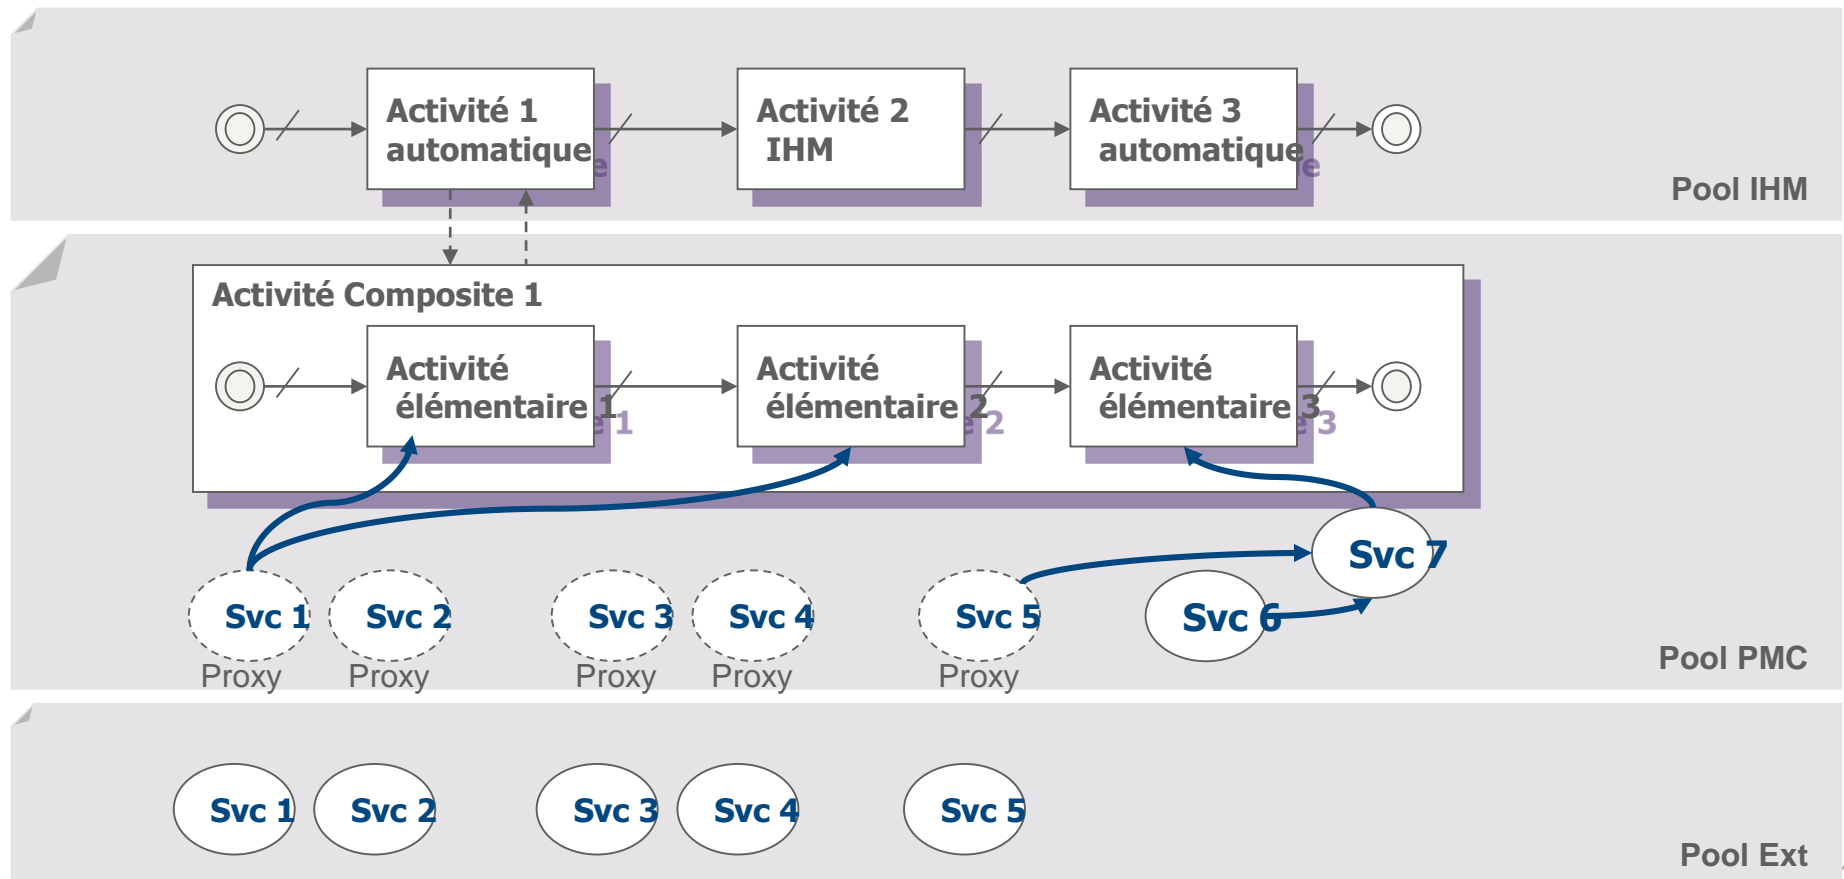 Activité 1
automatique
Activité 2
IHM
Activité 3
automatique
Pool IHM
Activité Composite 1
Activité
élémentaire 1
Activité
élémentaire 2
Activité
élémentaire 3
Svc 7
Svc 1
Svc 2
Svc 3
Svc 4
Svc 5
Svc 6
Proxy
Proxy
Proxy
Proxy
Proxy
Pool PMC
Svc 1
Svc 2
Svc 3
Svc 4
Svc 5
Pool Ext